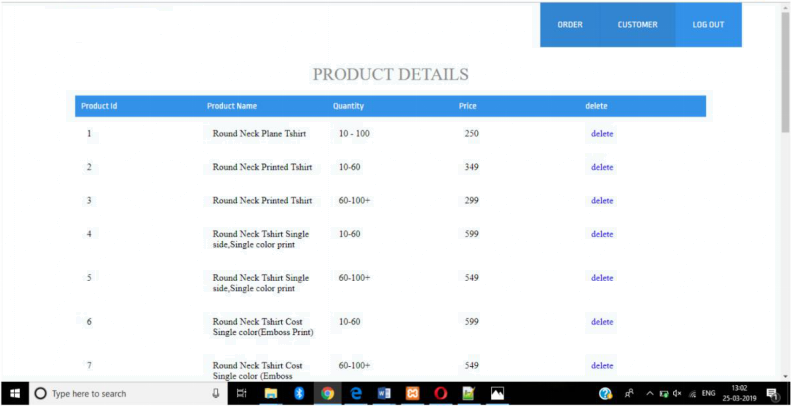 ORDER CUSTOMER LOG OUT
PRODUCT DETAILS
Product Id Product Name Quantity Price delete
1 Round Neck Plane Tshirt 10 - 100 250 delete
2 Round Neck Printed Tshirt 10-60 349 delete
3 Round Neck Printed Tshirt 60-100+ 299 delete
4 Round Neck Tshirt Single 10-60 599 delete
side,Single color print
5 Round Neck Tshirt Single 60-100+ 549 delete
side,Single color print
6 Round Neck Tshirt Cost 10-60 599 delete
Single color(Emboss Print)
7 Round Neck Tshirt Cost 60-100+ 549 delete
Single color (Emboss
Type here to search ENG 13:02
25-03-2019